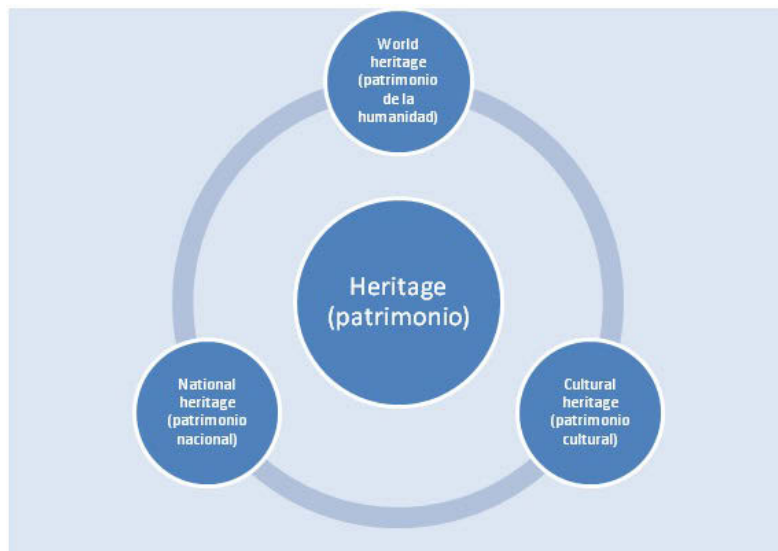 World
heritage
(patrimonio
de la
humanidad)
Heritage
(patrimonio)
National
heritage
(patrimonio
nacional)
Cultural
heritage
(patrimonio
cultural)